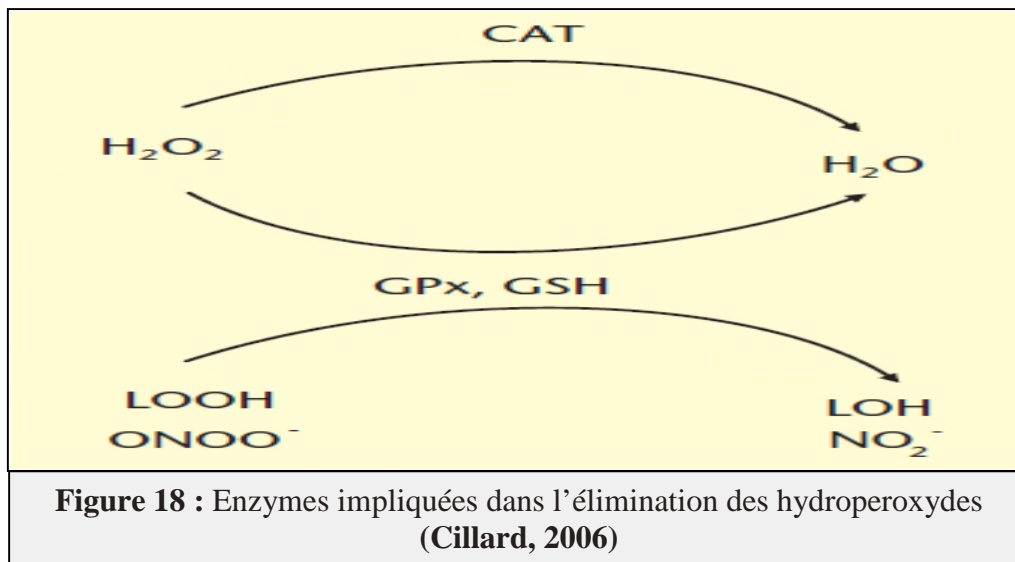 CAT
H₂O₂
H₂O
GPx, GSH
LOOH
LOH
ONOO⁻
NO₂⁻
Figure 18 : Enzymes impliquées dans l’élimination des hydroperoxydes
(Cillard, 2006)